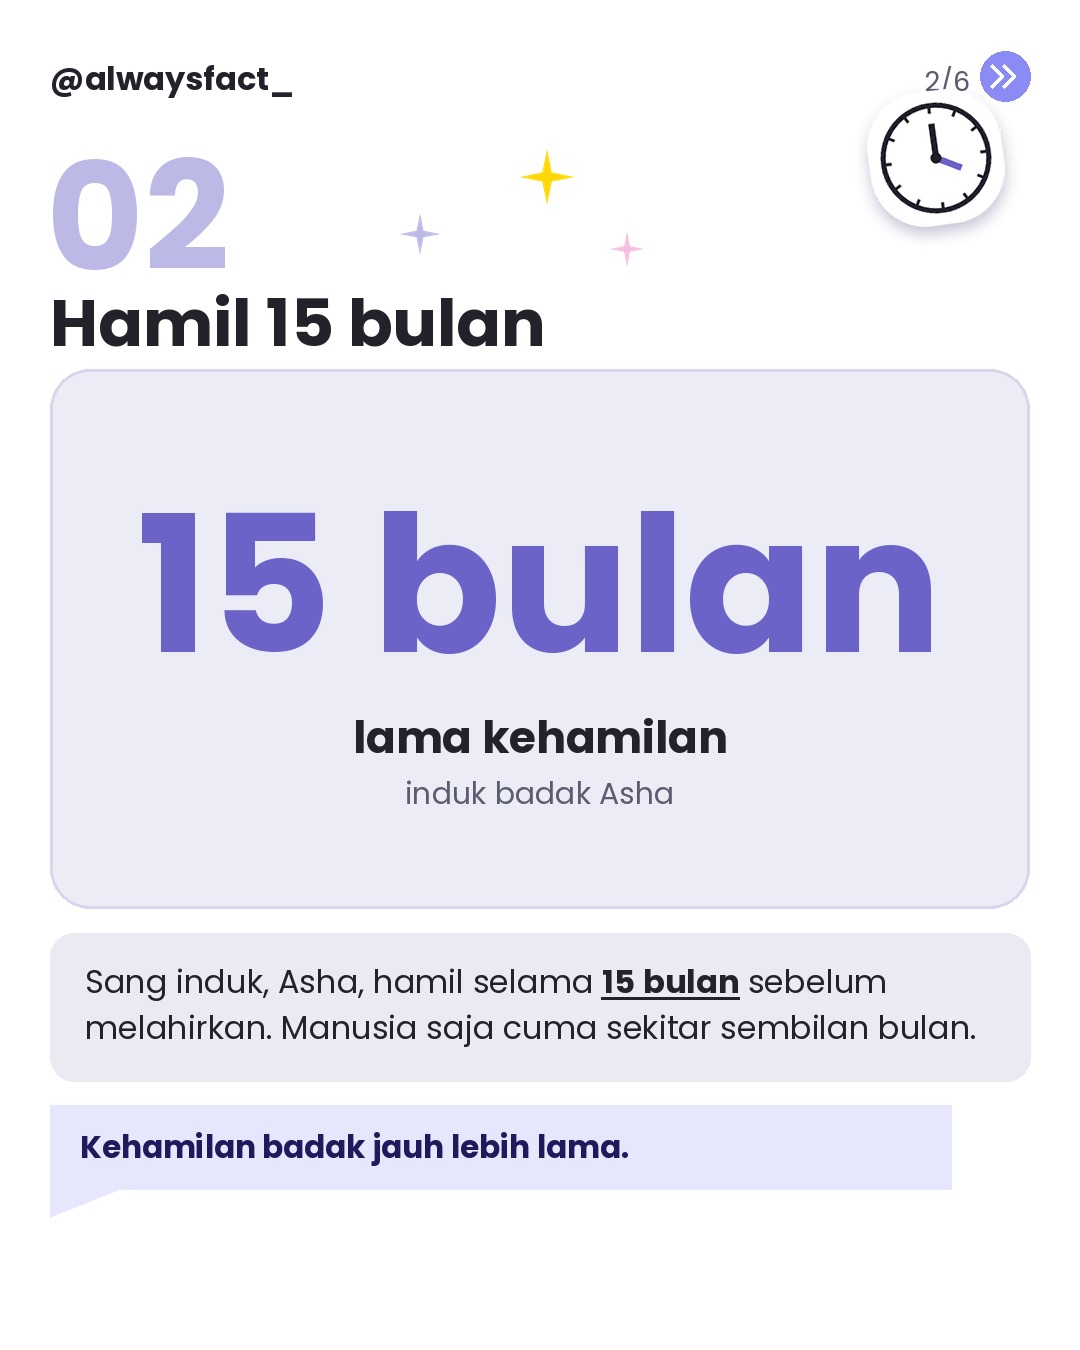 @alwaysfact_
2/6
02
Hamil 15 bulan
15 bulan
lama kehamilan
induk badak Asha
Sang induk, Asha, hamil selama 15 bulan sebelum
melahirkan. Manusia saja cuma sekitar sembilan bulan.
Kehamilan badak jauh lebih lama.